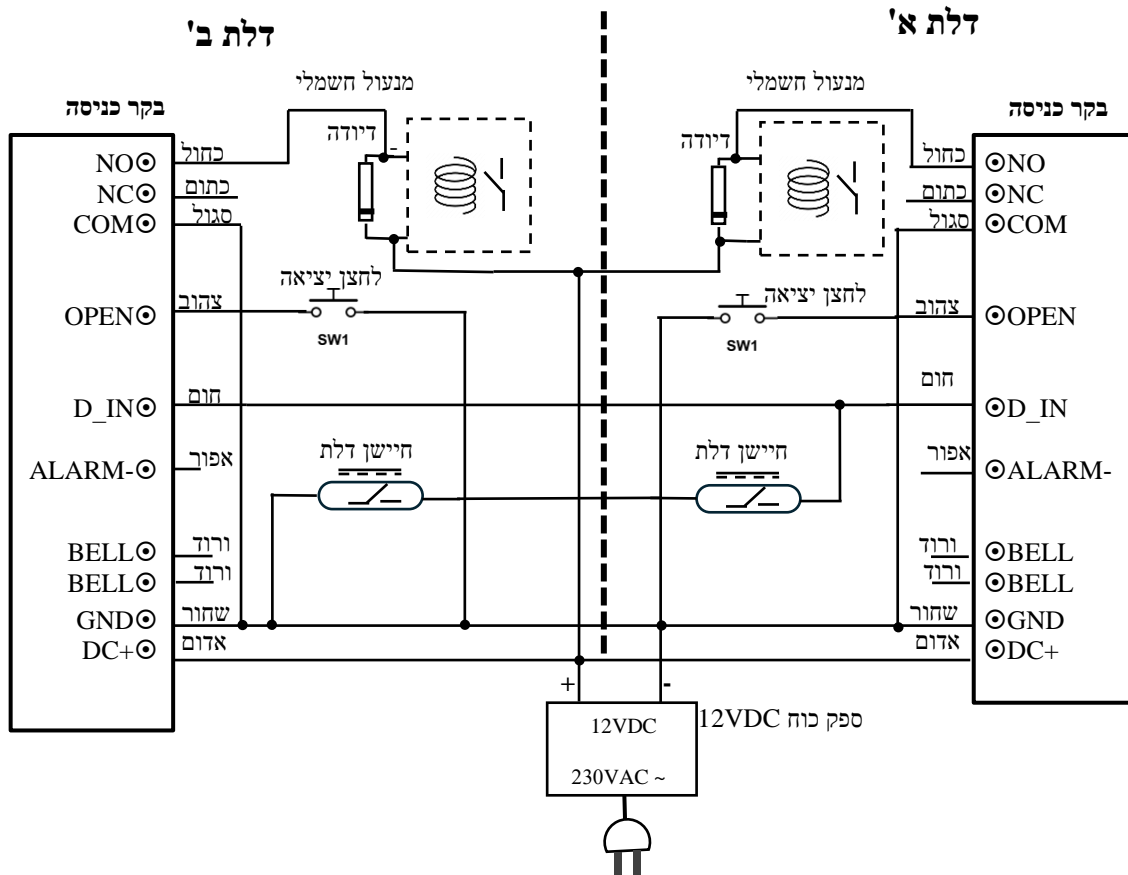 דלת א'
דלת ב'
מנעול חשמלי
מנעול חשמלי
בקר כניסה
בקר כניסה
דיודה
דיודה
-
NO
כחול
כחול
NO
NC
כתום
כתום
NC
COM
סגול
סגול
COM
לחצן יציאה
לחצן יציאה
OPEN
צהוב
צהוב
OPEN
SW1
SW1
D_IN
חום
חום
D_IN
חיישן דלת
חיישן דלת
ALARM-
אפור
אפור
ALARM-
BELL
ורוד
ורוד
BELL
BELL
ורוד
ורוד
BELL
GND
שחור
שחור
GND
DC+
אדום
אדום
DC+
+
-
12VDC
ספק כוח 12VDC
230VAC ~